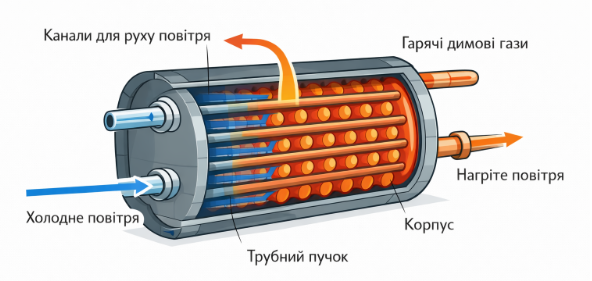 Канали для руху повітря
Гарячі димові гази
Нагріте повітря
Холодне повітря
Корпус
Трубний пучок